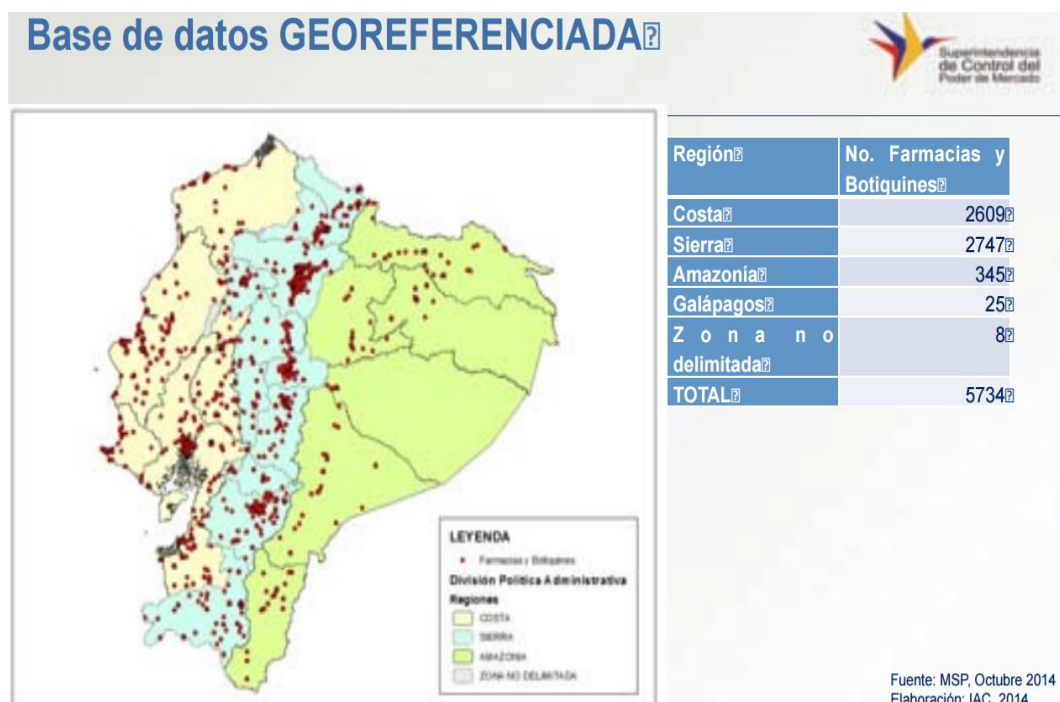 Base de datos GEOREFERENCIADA
Superintendencia
de Control del
Poder de Mercado
Región
No. Farmacias y
Botiquines
Costa 2609
Sierra 2747
Amazonía 345
Galápagos 25
Zona no
delimitada 8
TOTAL 5734
LEYENDA
Farmacias y Botiquines
División Política Administrativa
Regiones
COSTA
SIERRA
AMAZONIA
ZONA NO DELIMITADA
Fuente: MSP, Octubre 2014
Elaboración: IAC, 2014